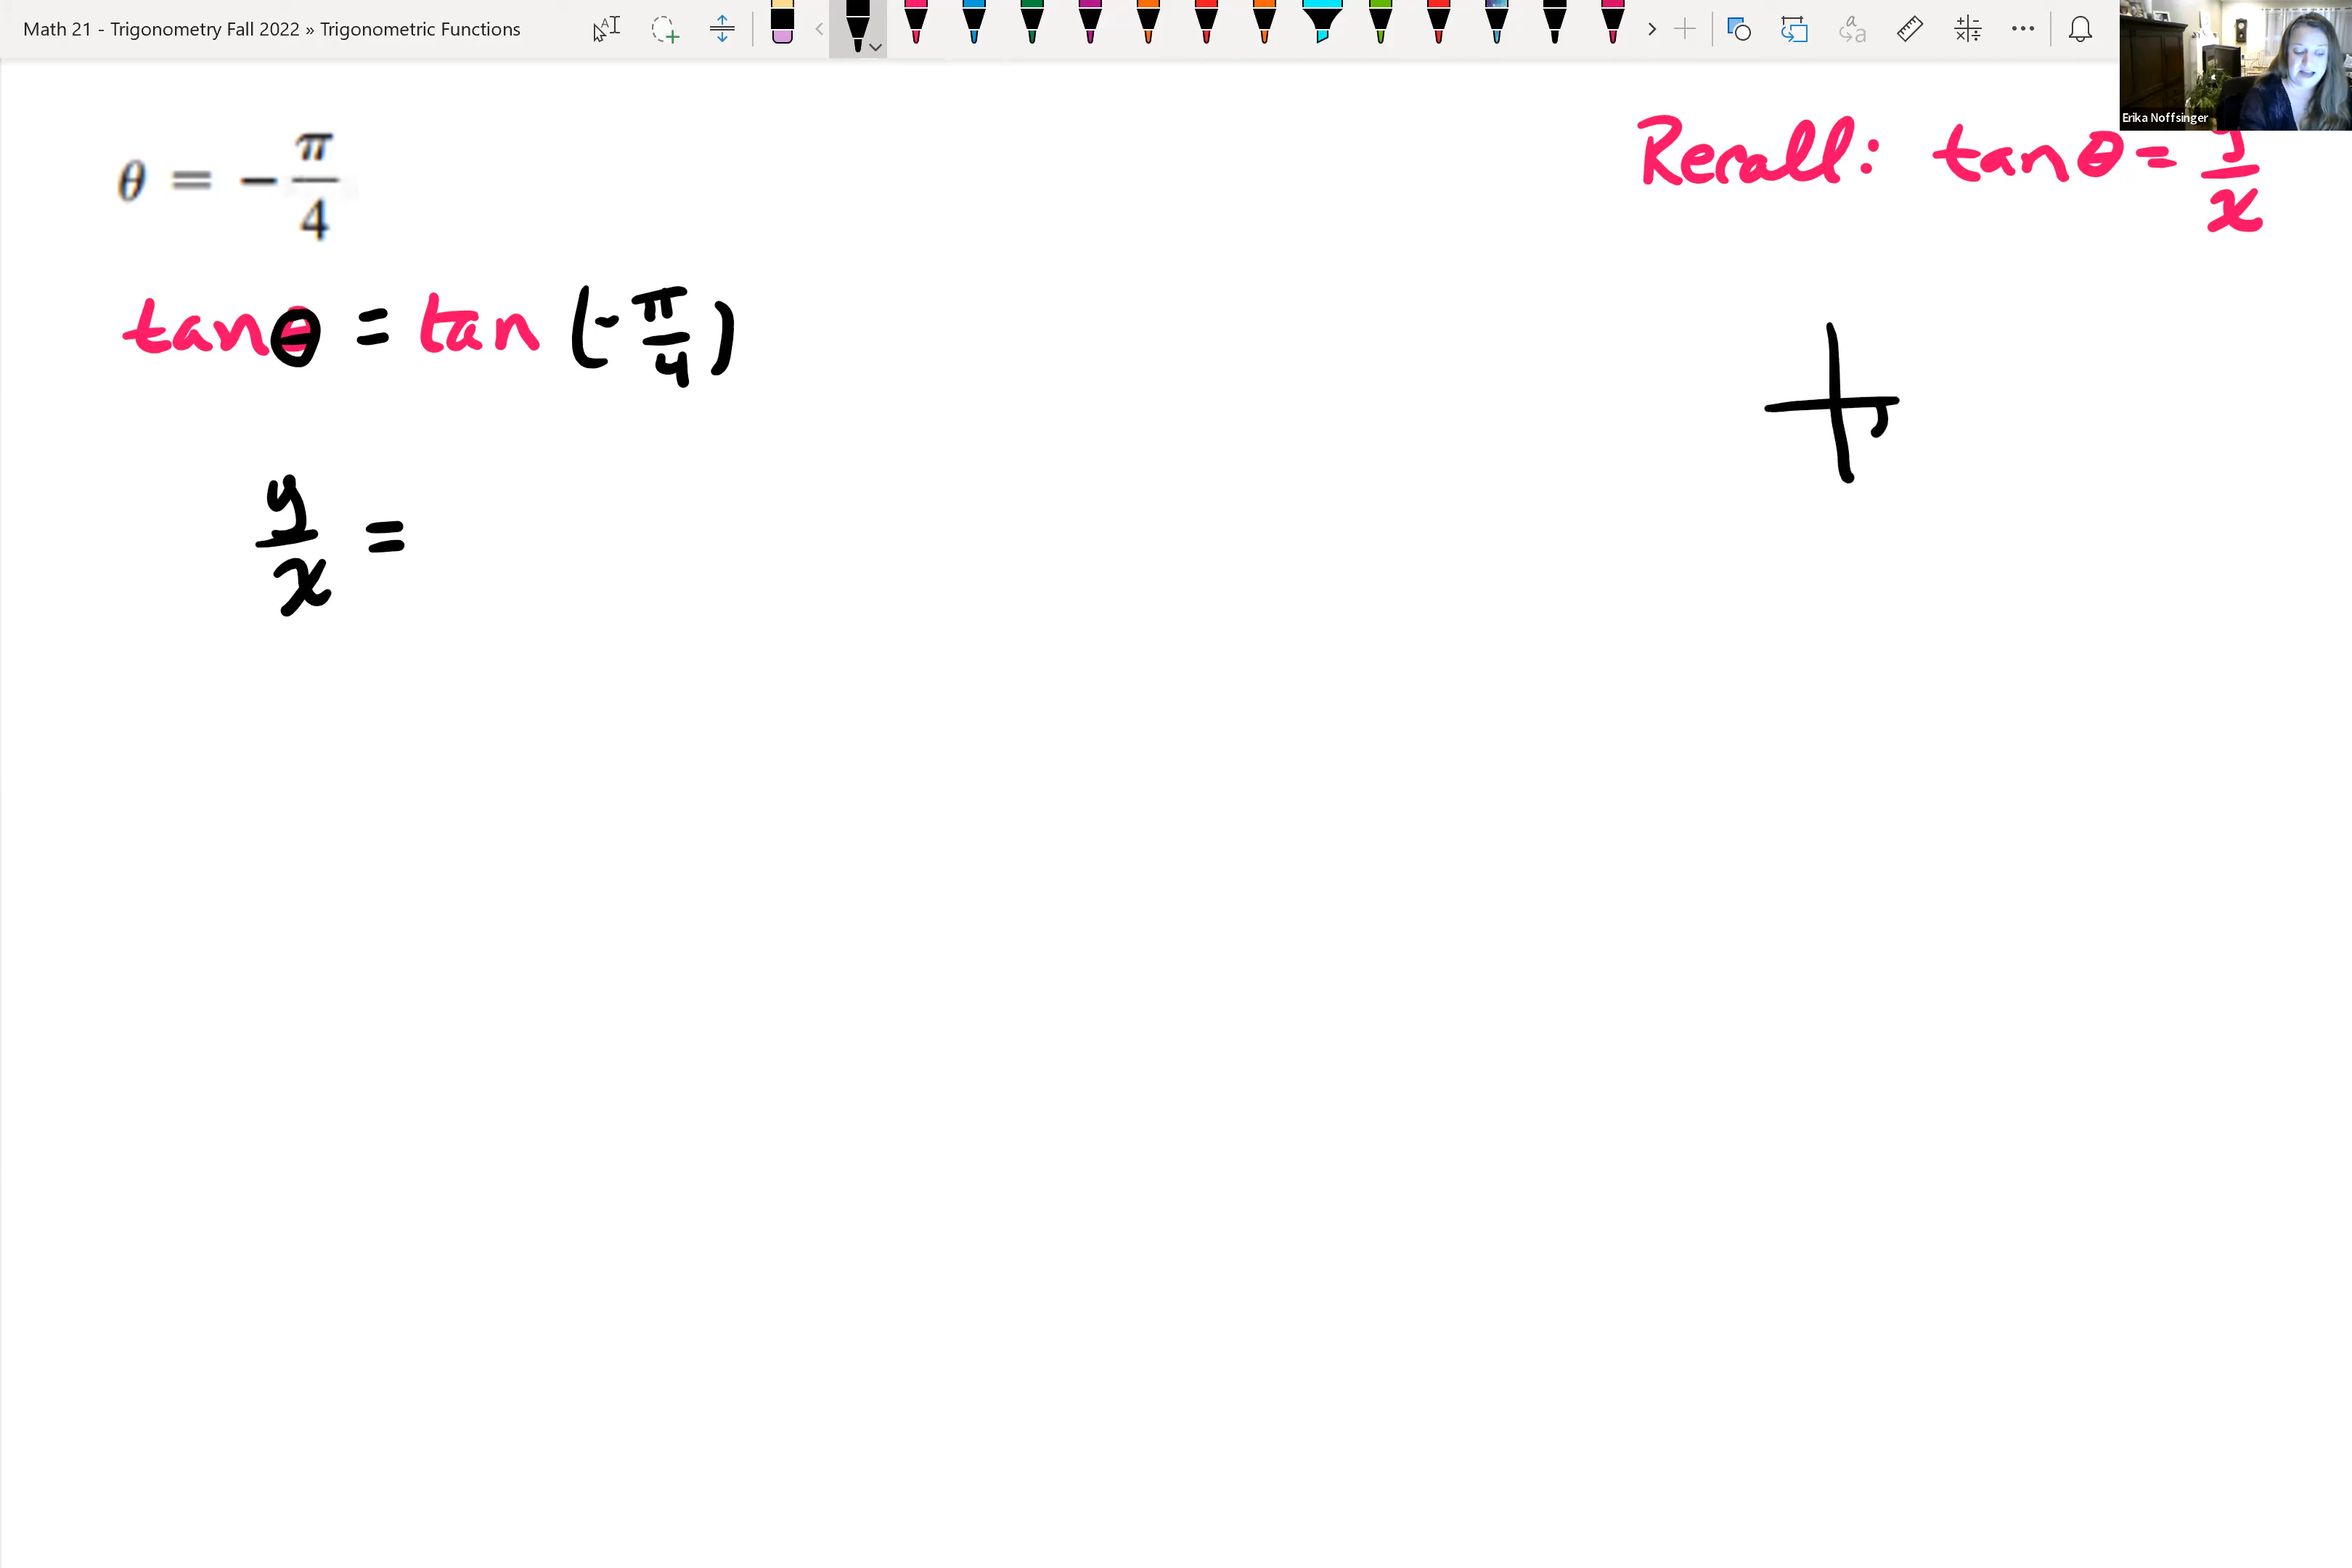 Math 21 - Trigonometry Fall 2022 » Trigonometric Functions
Erika Noffsinger
θ = -π/4
Recall: tanθ = y/x
tanθ = tan(-π/4)
y/x =